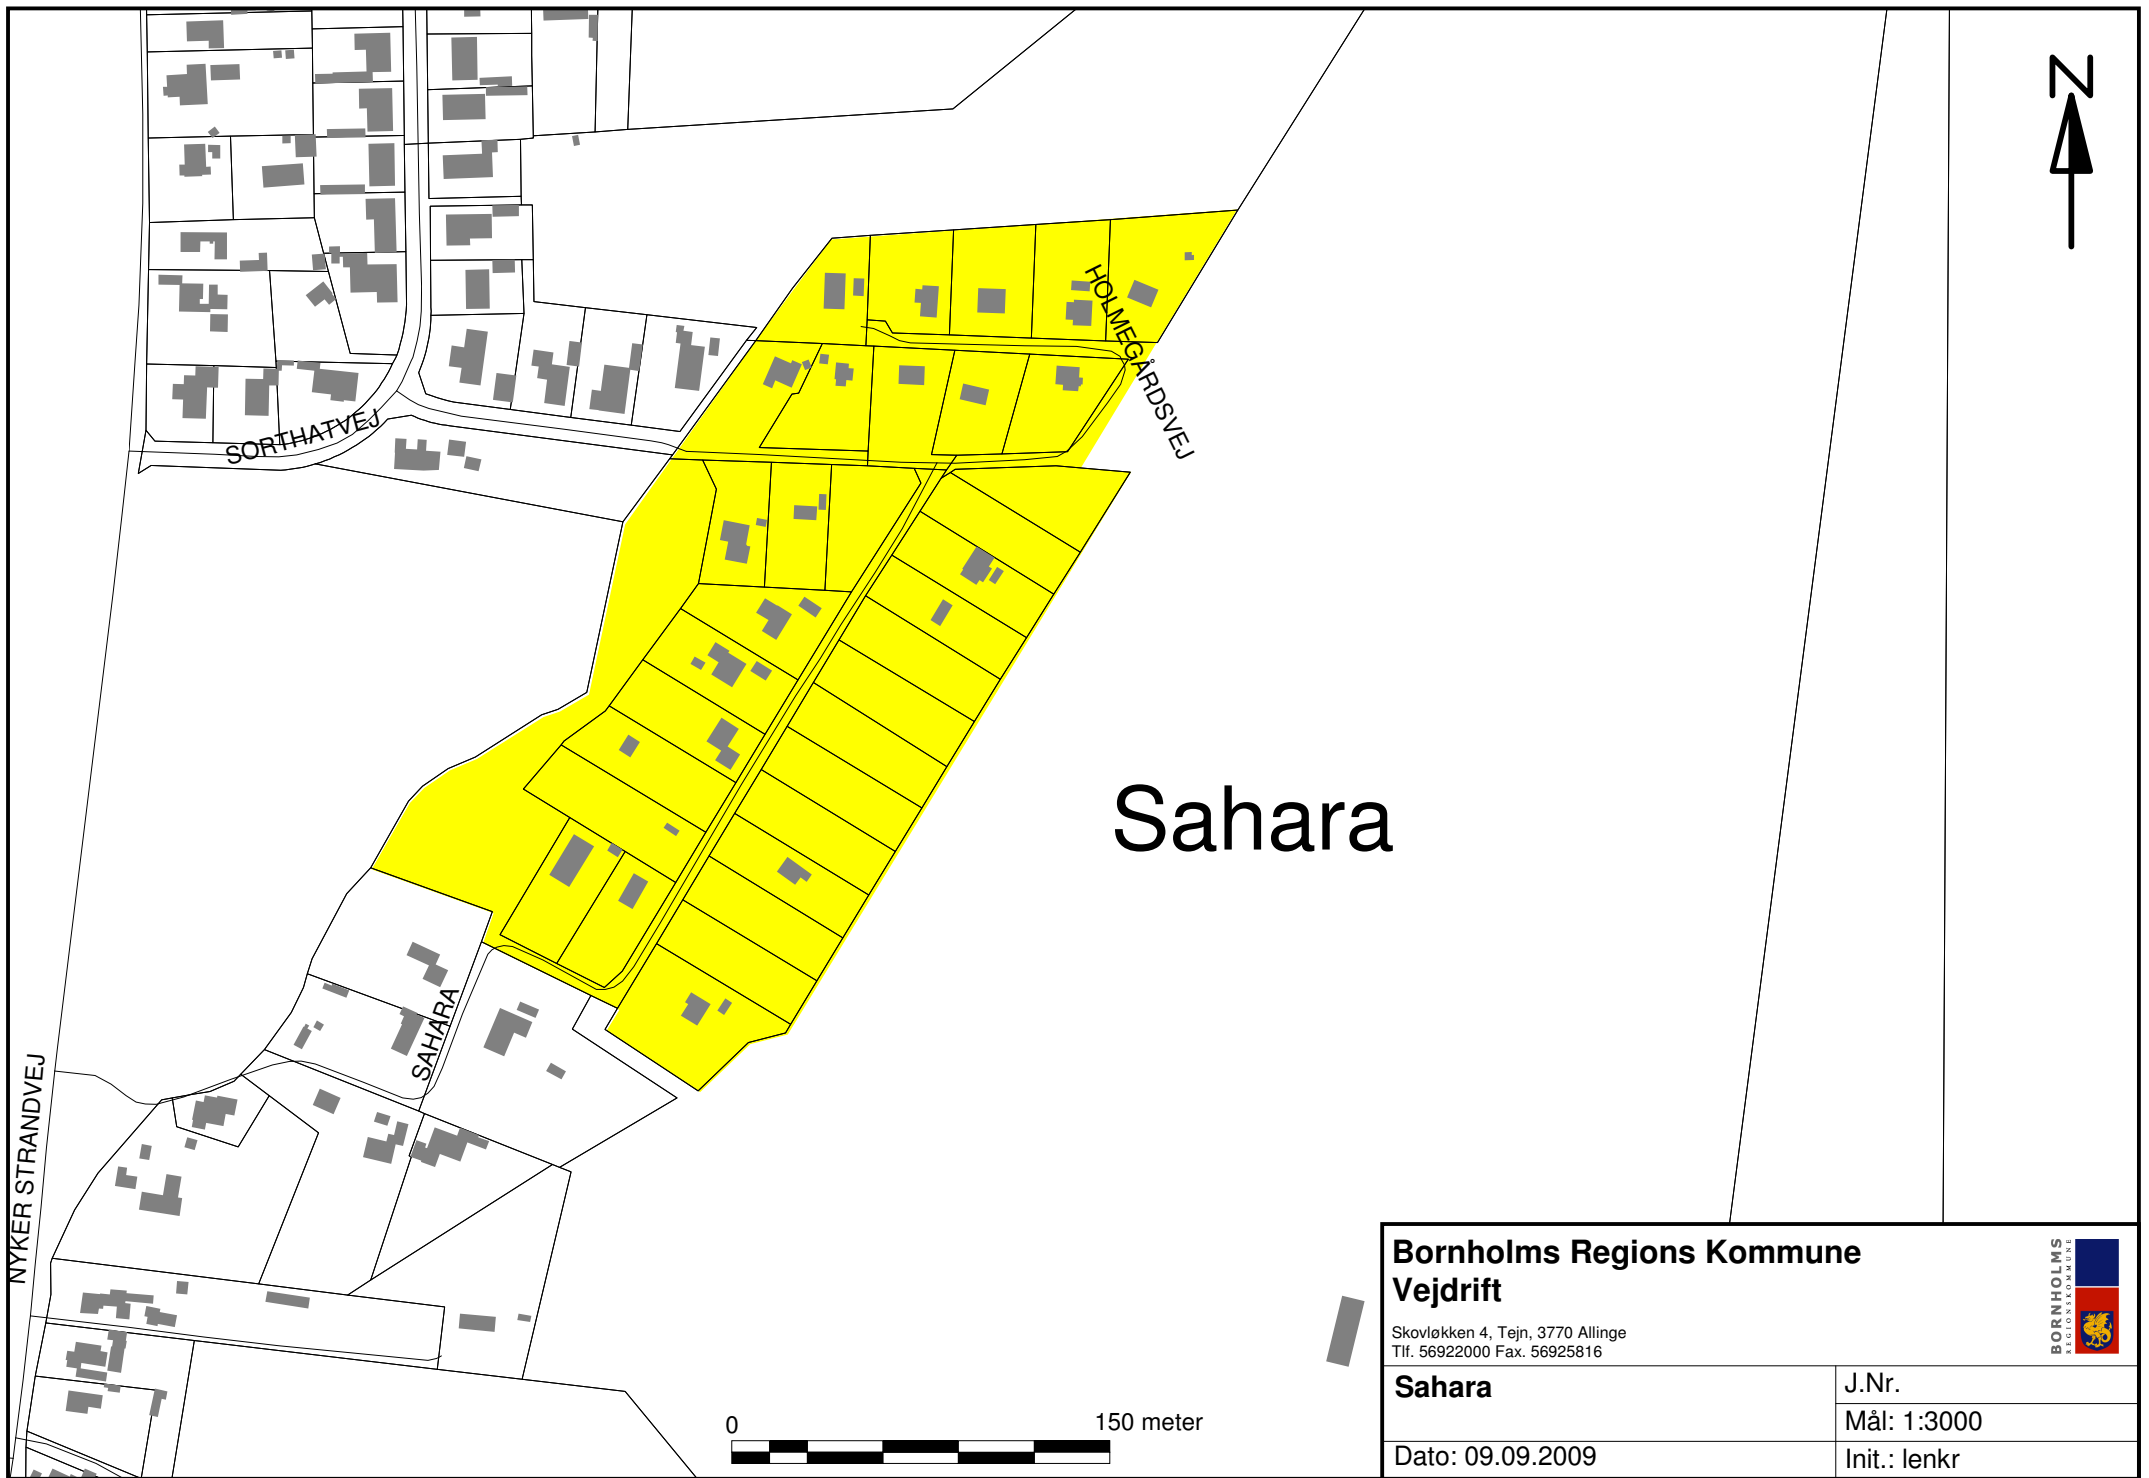 N
HOLMEGÅRDSVEJ
SORTHATVEJ
Sahara
SAHARA
NYKER STRANDVEJ
0
150 meter
Bornholms Regions Kommune
Vejdrift
Skovløkken 4, Tejn, 3770 Allinge
Tlf. 56922000 Fax. 56925816
BORNHOLMS
REGIONSKOMMUNE
Sahara
J.Nr.
Mål: 1:3000
Dato: 09.09.2009
Init.: lenkr